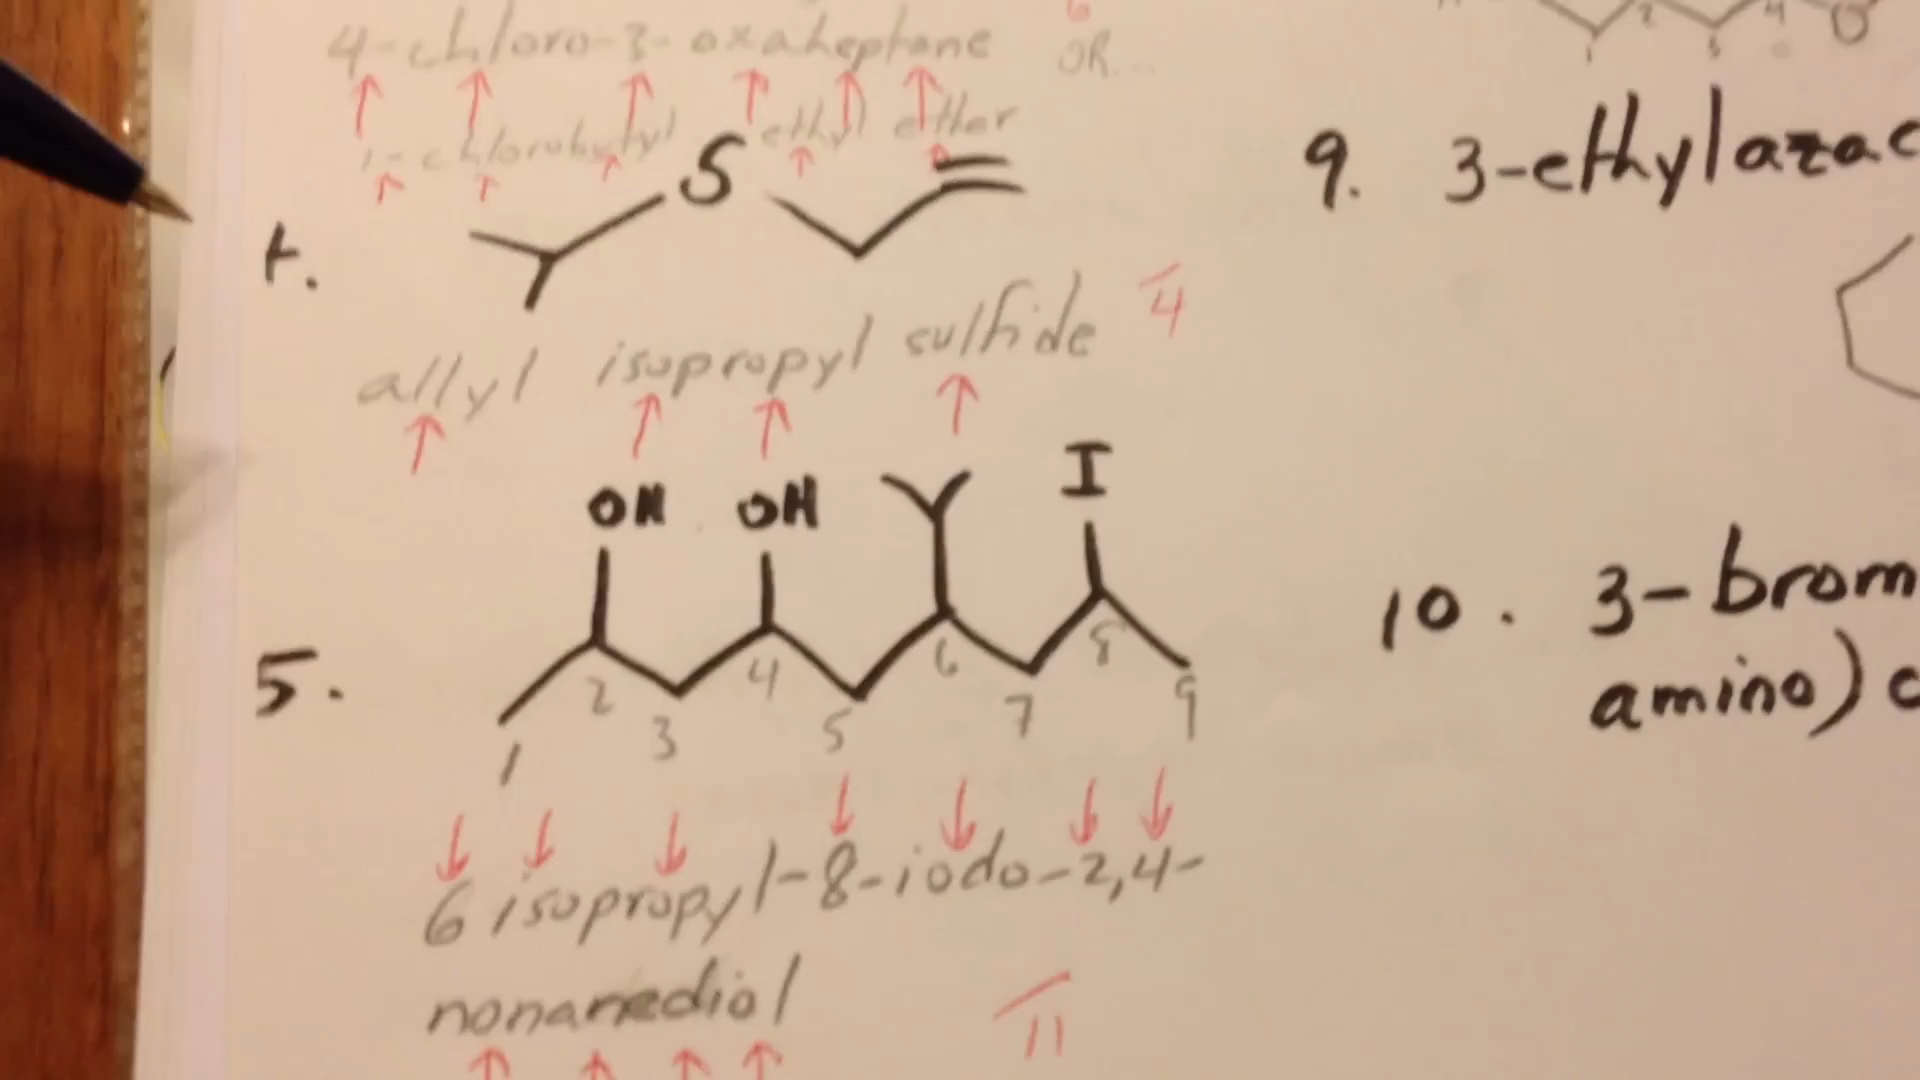 4-chloro-3-oxaheptane
OR...
1-chlorobutyl ethyl ether
S
4.
allyl isopropyl sulfide
4
OH OH I
5.
1 2 3 4 5 6 7 8 9
6 isopropyl-8-iodo-2,4-
nonanediol
11
9. 3-ethylazac
10. 3-brom
amino) c